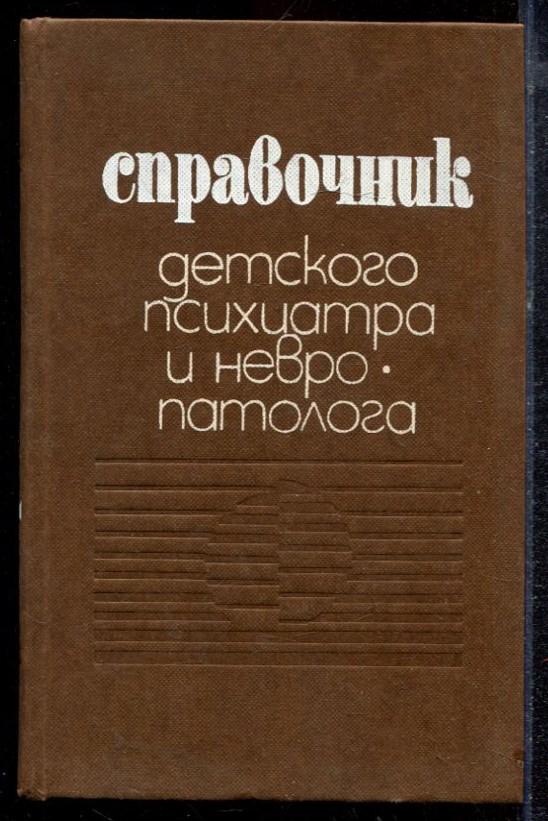 справочник
детского
психиатра
и невро·
патолога